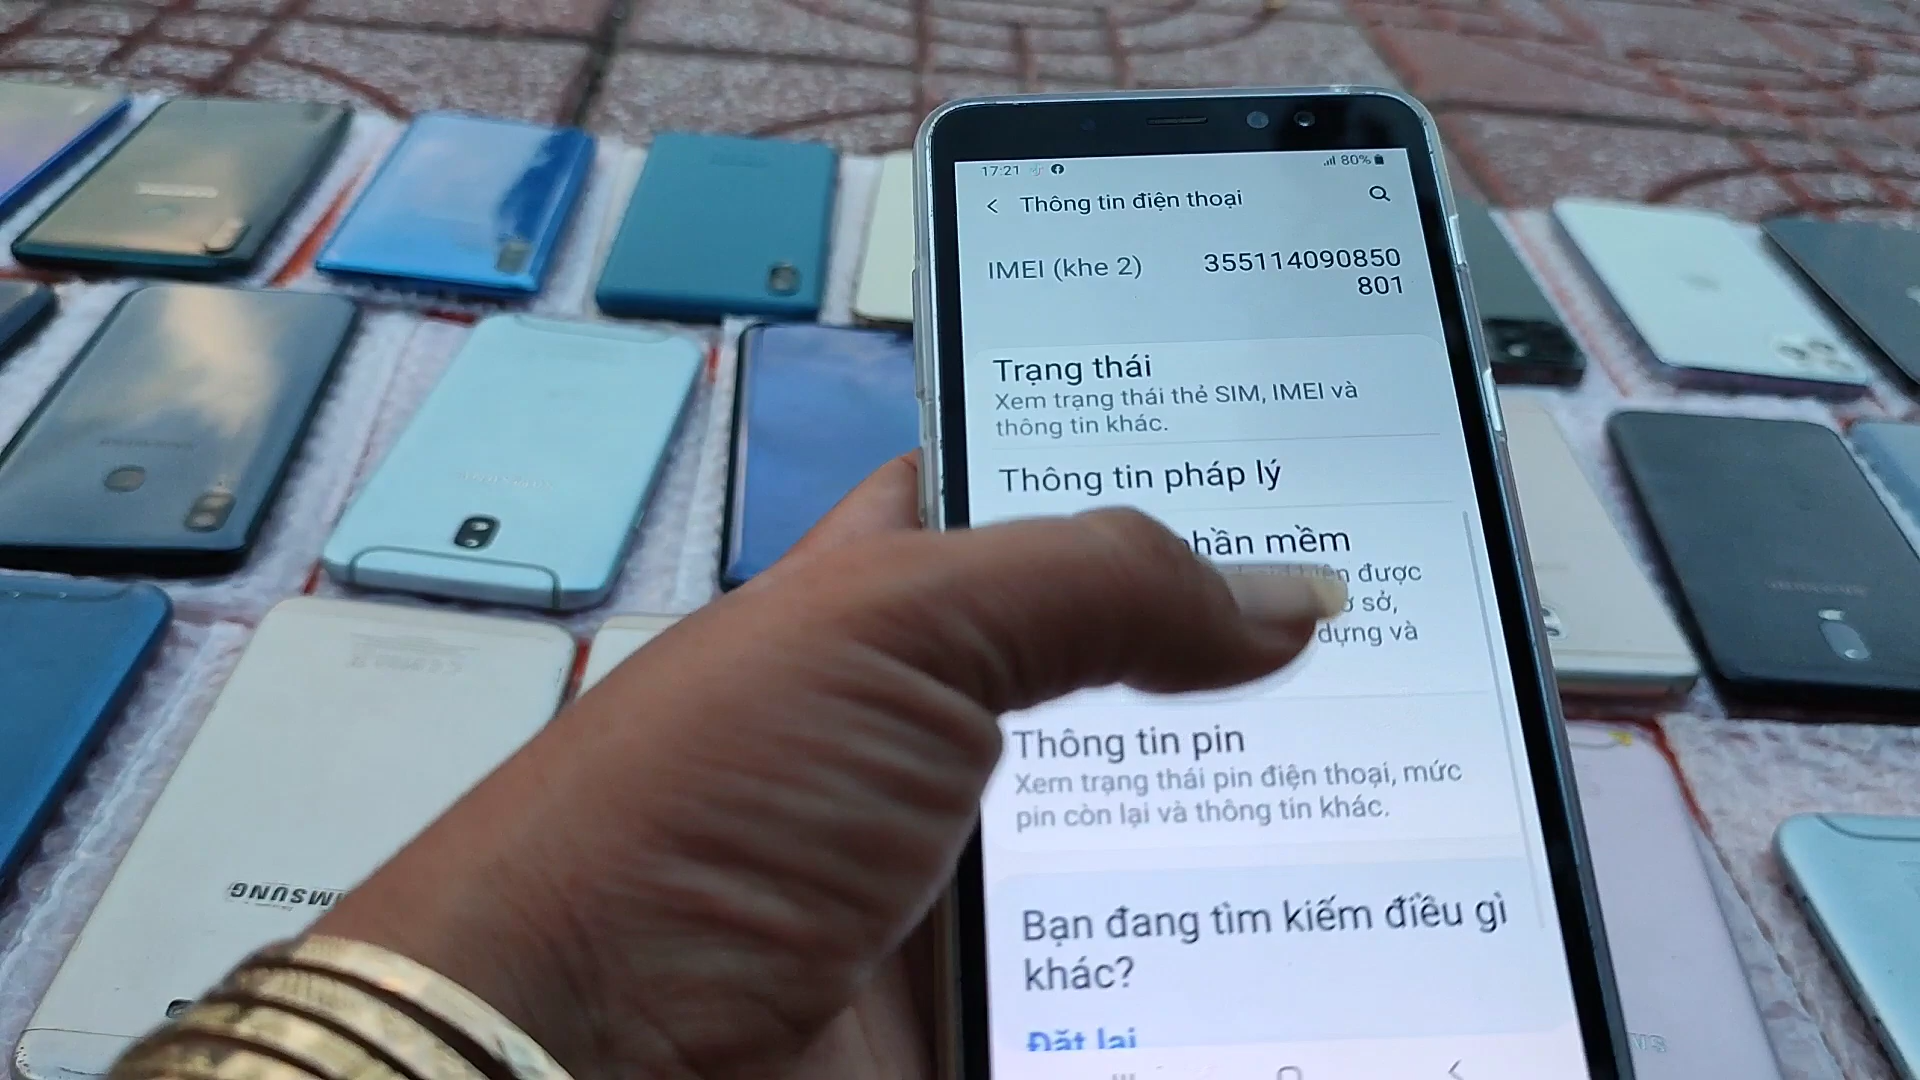 17:21
80%
Thông tin điện thoại
IMEI (khe 2)
355114090850
801
Trạng thái
Xem trạng thái thẻ SIM, IMEI và
thông tin khác.
Thông tin pháp lý
phần mềm
được
sở,
dựng và
Thông tin pin
Xem trạng thái pin điện thoại, mức
pin còn lại và thông tin khác.
Bạn đang tìm kiếm điều gì
khác?
Đặt lại
SAMSUNG